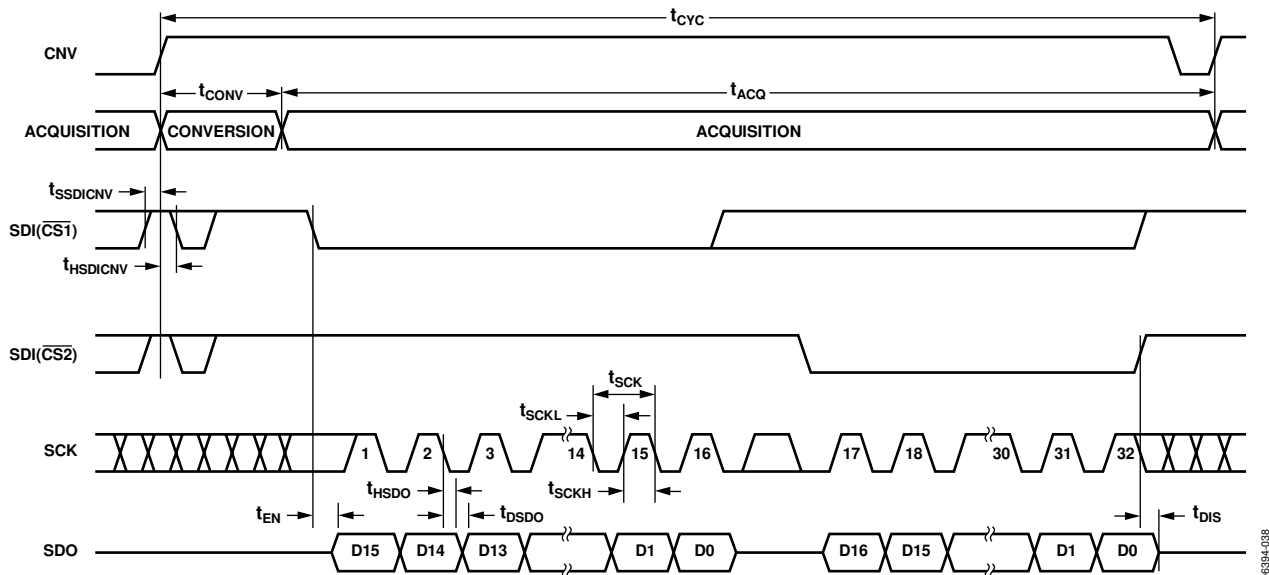 tCYC
CNV
tCONV
tACQ
ACQUISITION
CONVERSION
ACQUISITION
tSSDICNV
SDI(CS1)
tHSDICNV
SDI(CS2)
tSCK
tSCKL
SCK
1
2
3
14
15
16
17
18
30
31
32
tHSDO
tSCKH
tEN
tDSDO
tDIS
SDO
D15
D14
D13
D1
D0
D16
D15
D1
D0
6394-038